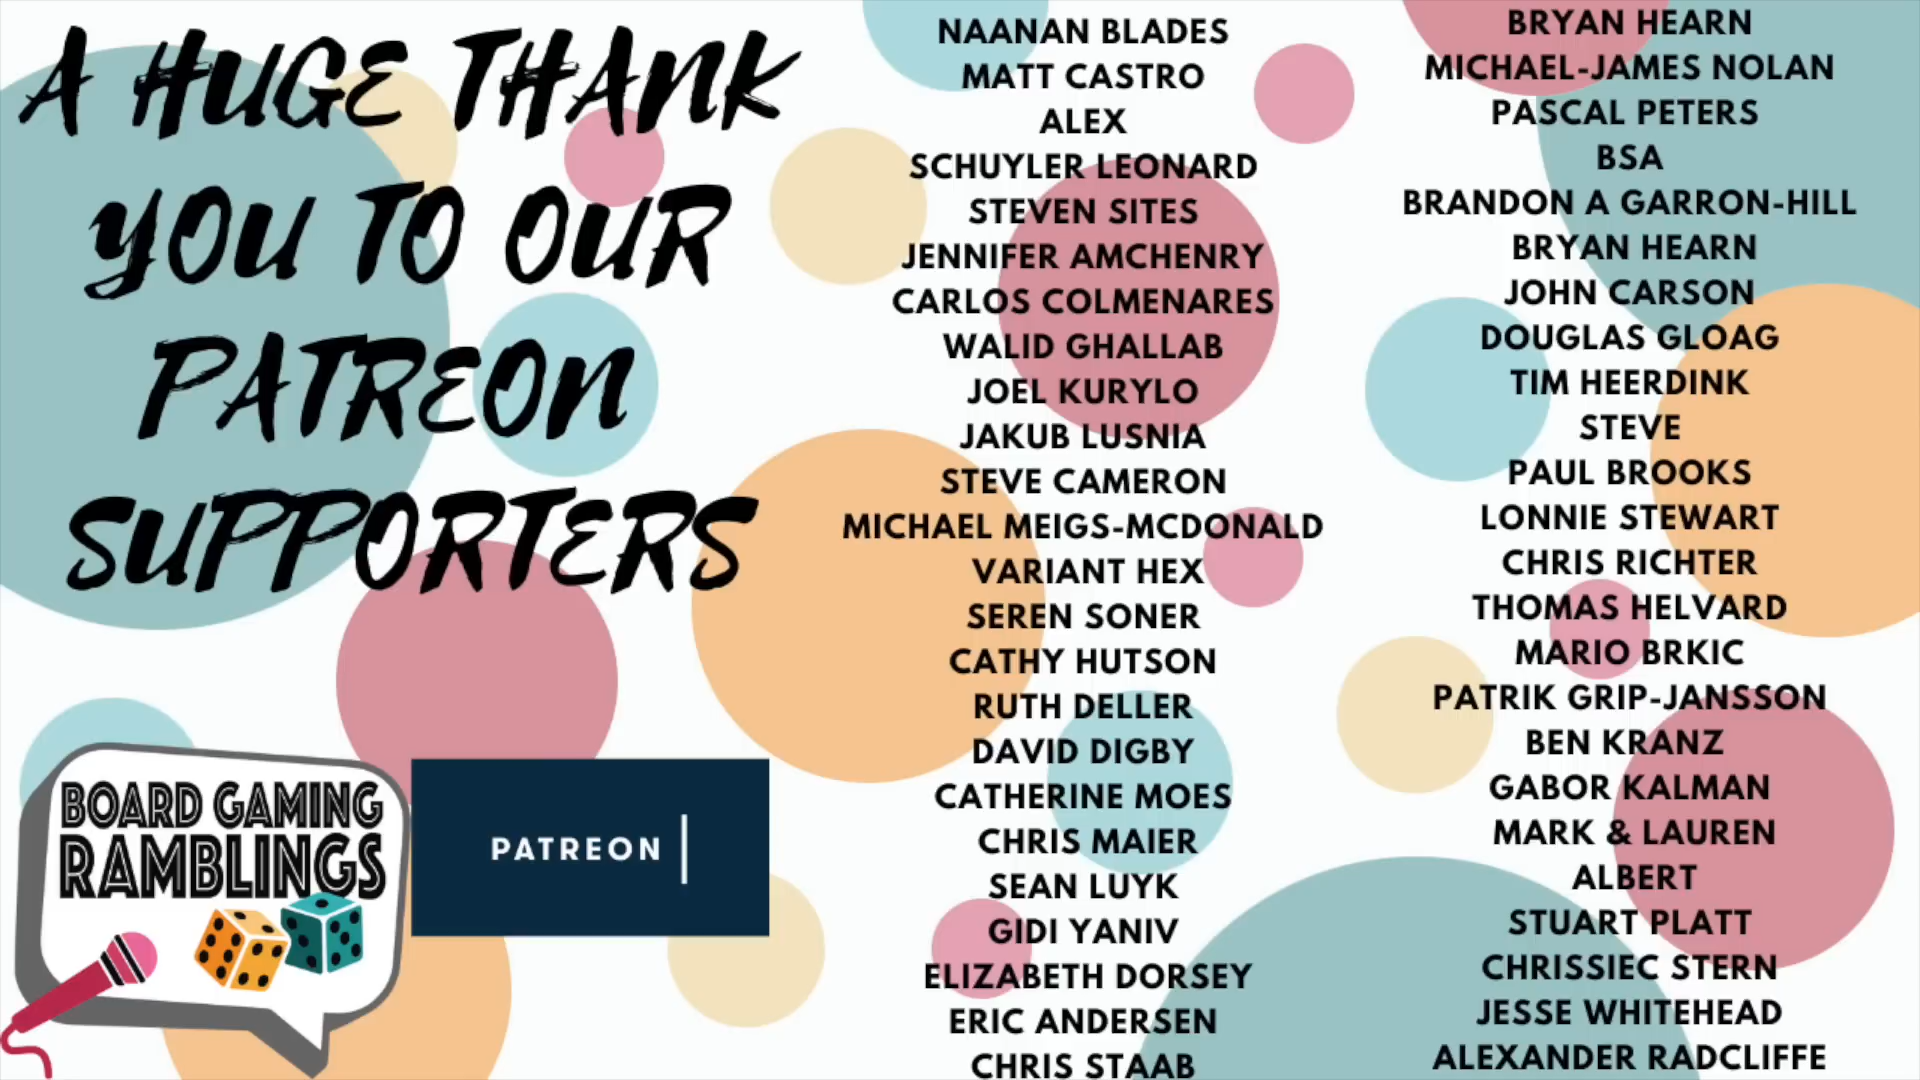 A HUGE THANK
YOU TO OUR
PATREON
SUPPORTERS
BOARD GAMING
RAMBLINGS
PATREON
NAANAN BLADES
MATT CASTRO
ALEX
SCHUYLER LEONARD
STEVEN SITES
JENNIFER AMCHENRY
CARLOS COLMENARES
WALID GHALLAB
JOEL KURYLO
JAKUB LUSNIA
STEVE CAMERON
MICHAEL MEIGS-MCDONALD
VARIANT HEX
SEREN SONER
CATHY HUTSON
RUTH DELLER
DAVID DIGBY
CATHERINE MOES
CHRIS MAIER
SEAN LUYK
GIDI YANIV
ELIZABETH DORSEY
ERIC ANDERSEN
CHRIS STAAB
BRYAN HEARN
MICHAEL-JAMES NOLAN
PASCAL PETERS
BSA
BRANDON A GARRON-HILL
BRYAN HEARN
JOHN CARSON
DOUGLAS GLOAG
TIM HEERDINK
STEVE
PAUL BROOKS
LONNIE STEWART
CHRIS RICHTER
THOMAS HELVARD
MARIO BRKIC
PATRIK GRIP-JANSSON
BEN KRANZ
GABOR KALMAN
MARK & LAUREN
ALBERT
STUART PLATT
CHRISSIEC STERN
JESSE WHITEHEAD
ALEXANDER RADCLIFFE